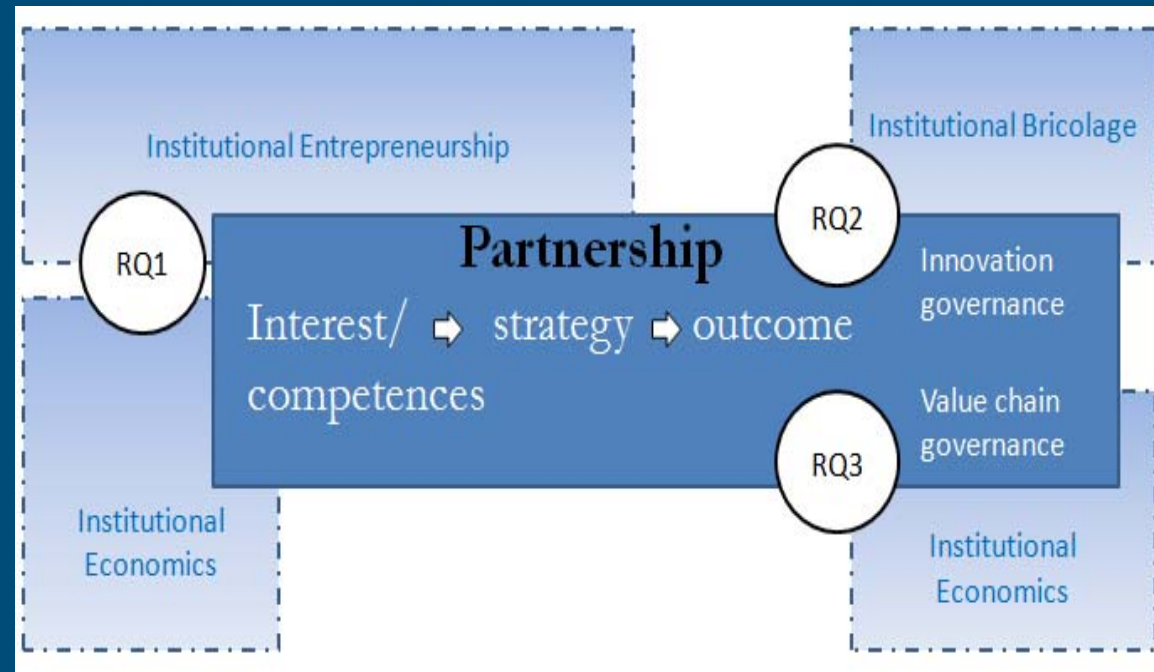 Institutional Entrepreneurship
Institutional Bricolage
RQ1
RQ2
Partnership
Interest/ strategy outcome
competences
Innovation
governance
Value chain
governance
RQ3
Institutional
Economics
Institutional
Economics